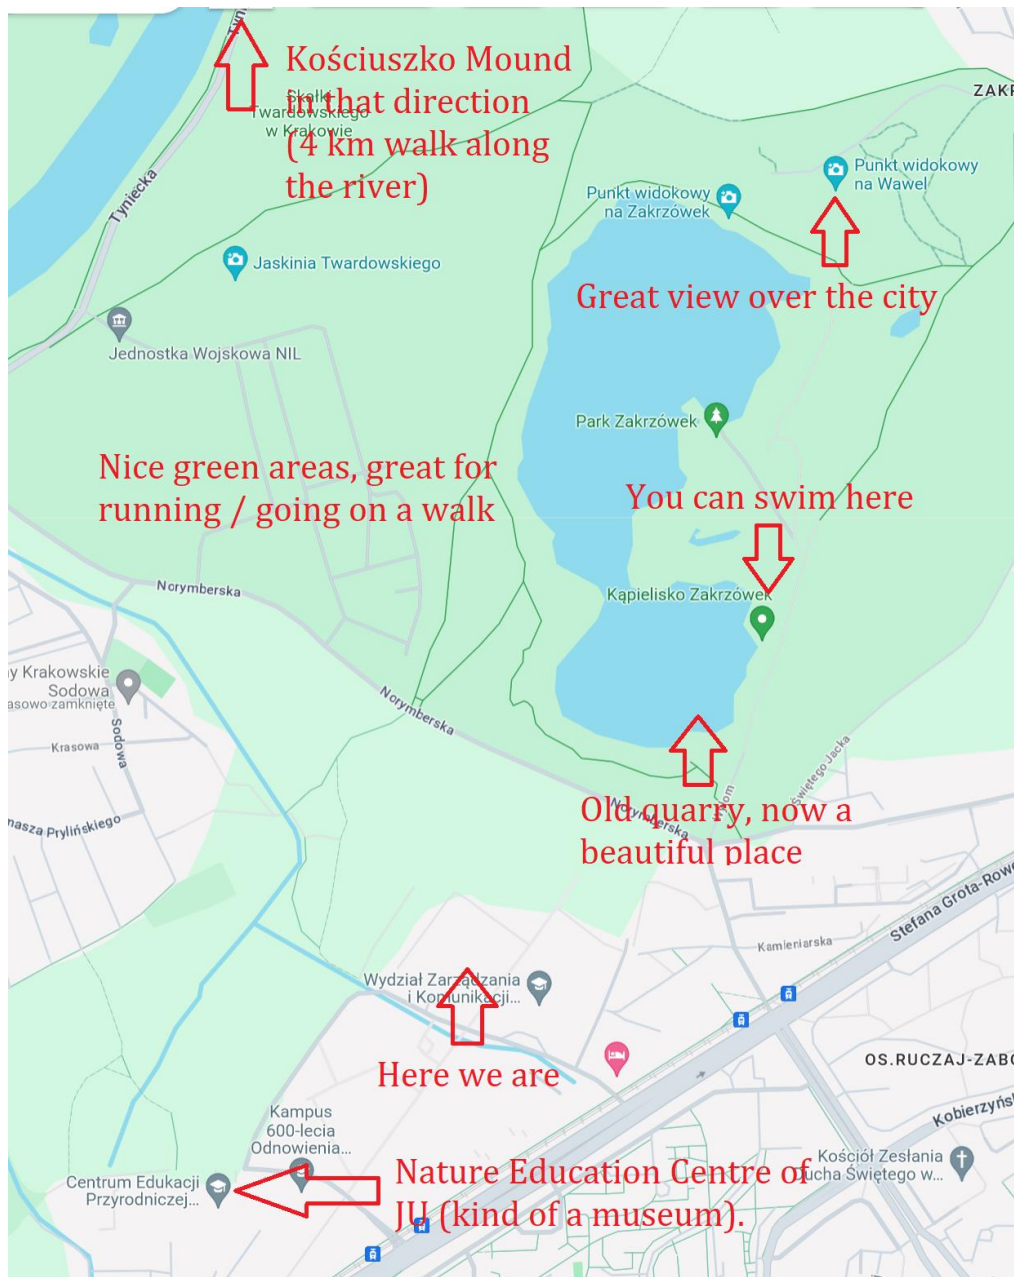 Tyniecka
Kościuszko Mound
in that direction
(4 km walk along
the river)
Skałki
Twardowskiego
w Krakowie
Tyniecka
ZAKR
Punkt widokowy
na Wawel
Punkt widokowy
na Zakrzówek
Jaskinia Twardowskiego
Great view over the city
Jednostka Wojskowa NIL
Park Zakrzówek
Nice green areas, great for
running / going on a walk
You can swim here
Norymberska
Kąpielisko Zakrzówek
y Krakowskie
Sodowa
asowo zamknięte
Sodowa
Krasowa
Norymberska
Świętego Jacka
nasza Prylińskiego
Norymberska
Old quarry, now a
beautiful place
Stefana Grota-Rowe
Kamieniarska
Wydział Zarządzania
i Komunikacji...
Here we are
OS.RUCZAJ-ZABO
Kobierzyńsk
Kampus
600-lecia
Odnowienia...
Centrum Edukacji
Przyrodniczej...
Nature Education Centre of
JU (kind of a museum).
Kościół Zesłania
Ducha Świętego w...